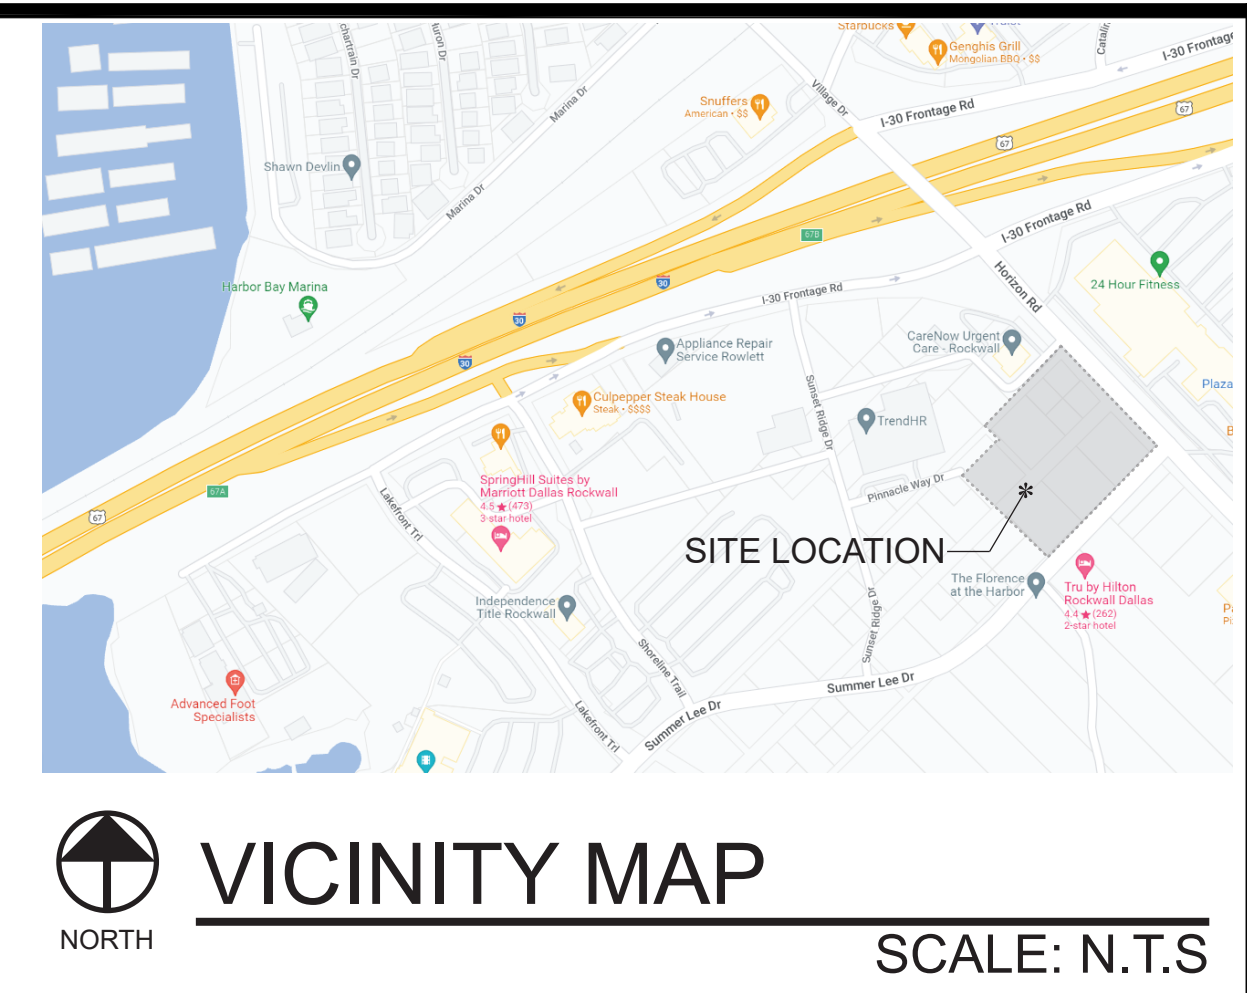 Starbucks
Truist
Genghis Grill
Mongolian BBQ • $$
I-30 Frontage
67
Marina Dr
Village Dr
Snuffers
American • $$
I-30 Frontage Rd
67
Shawn Devlin
Marina Dr
I-30 Frontage Rd
67B
Harbor Bay Marina
30
I-30 Frontage Rd
Horizon Rd
24 Hour Fitness
30
30
Appliance Repair
Service Rowlett
CareNow Urgent
Care - Rockwall
Sunset Ridge Dr
Plaza
Culpepper Steak House
Steak • $$$$
TrendHR
SpringHill Suites by
Marriott Dallas Rockwall
4.5 ★ (473)
3-star hotel
Pinnacle Way Dr
67A
67
Lakefront Trl
*
SITE LOCATION
The Florence
at the Harbor
Tru by Hilton
Rockwall Dallas
4.4 ★ (262)
2-star hotel
Independence
Title Rockwall
Sunset Ridge Dr
Shoreline Trail
Summer Lee Dr
Advanced Foot
Specialists
Lakefront Trl
Summer Lee Dr
VICINITY MAP
NORTH
SCALE: N.T.S